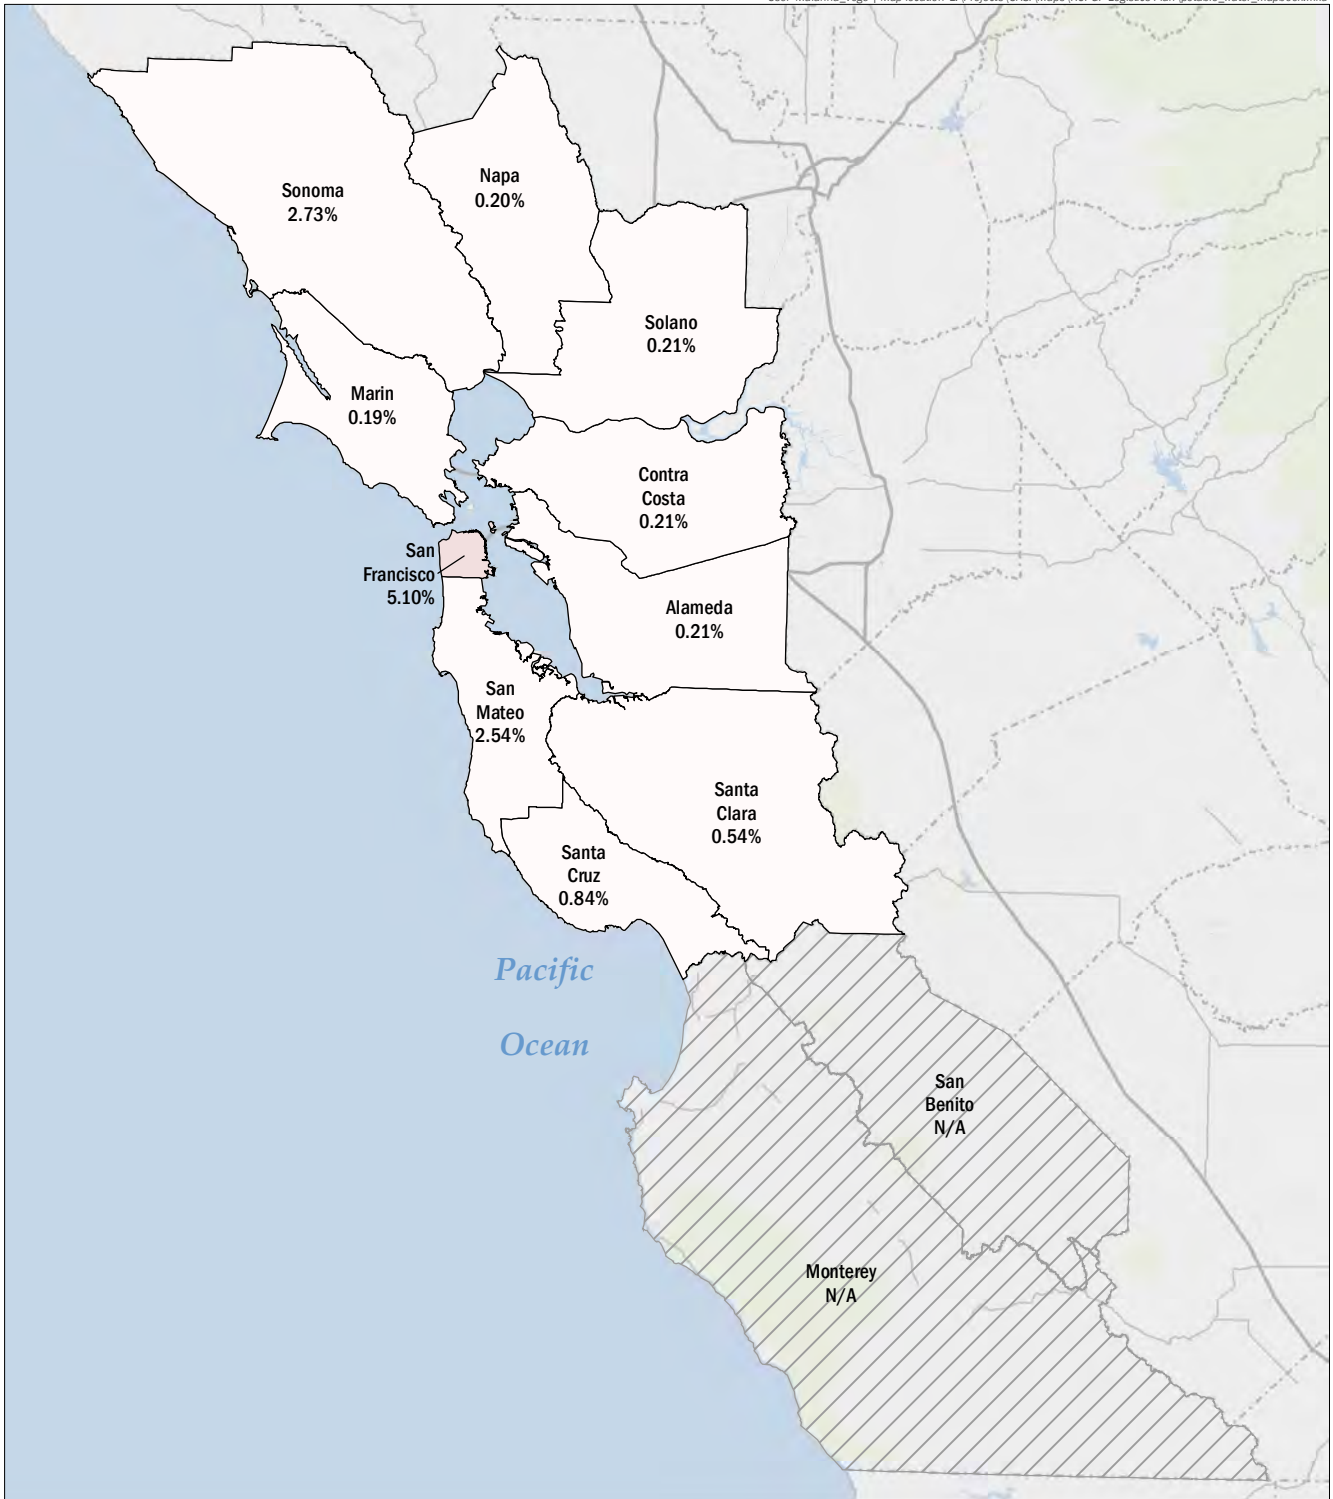 Sonoma
2.73%
Napa
0.20%
Solano
0.21%
Marin
0.19%
Contra
Costa
0.21%
San
Francisco
5.10%
Alameda
0.21%
San
Mateo
2.54%
Santa
Clara
0.54%
Santa
Cruz
0.84%
Pacific
Ocean
San
Benito
N/A
Monterey
N/A